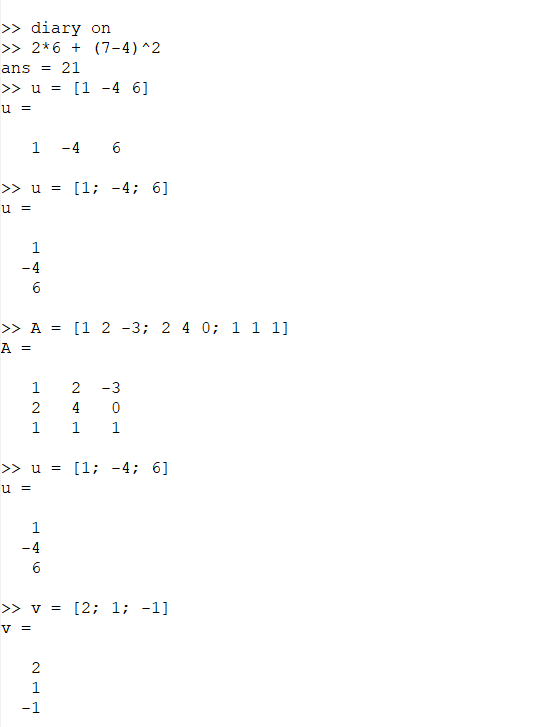 >> diary on
>> 2*6 + (7-4)^2
ans = 21
>> u = [1 -4 6]
u =
1 -4 6
>> u = [1; -4; 6]
u =
1
-4
6
>> A = [1 2 -3; 2 4 0; 1 1 1]
A =
1 2 -3
2 4 0
1 1 1
>> u = [1; -4; 6]
u =
1
-4
6
>> v = [2; 1; -1]
v =
2
1
-1